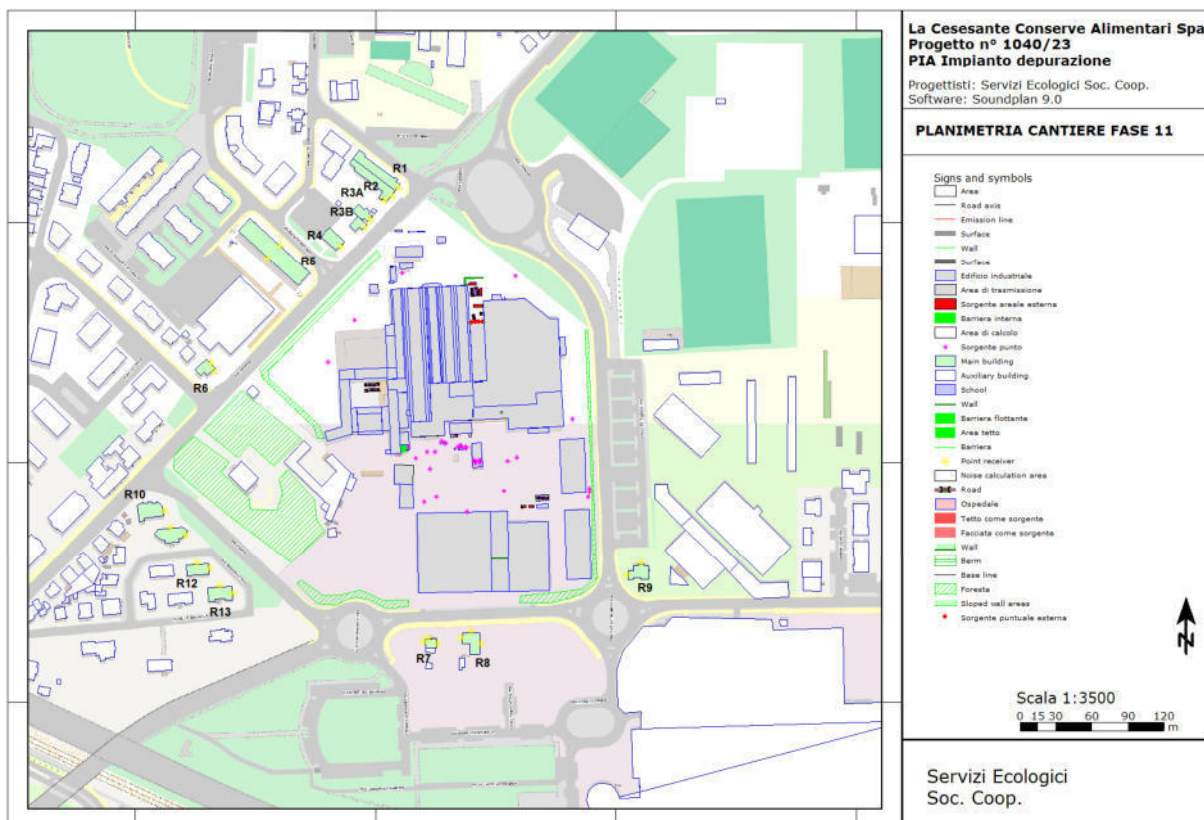 La Cesesante Conserve Alimentari Spa
Progetto n° 1040/23
PIA Impianto depurazione
Progettisti: Servizi Ecologici Soc. Coop.
Software: Soundplan 9.0
PLANIMETRIA CANTIERE FASE 11
Signs and symbols
Area
Road axis
Emission line
Surface
Wall
Surface
Edificio industriale
Area di trasmissione
Sorgente areale esterna
Barriera interna
Area di calcolo
Sorgente punto
Main building
Auxiliary building
School
Wall
Barriera flottante
Area tetto
Barriera
Point receiver
Noise calculation area
Road
Ospedale
Tetto come sorgente
Facciata come sorgente
Wall
Berm
Base line
Foresta
Sloped wall areas
Sorgente puntuale esterna
N
Scala 1:3500
0 15 30 60 90 120
m
Servizi Ecologici
Soc. Coop.
R1
R2
R3A
R3B
R4
R5
R6
R10
R12
R13
R9
R7
R8